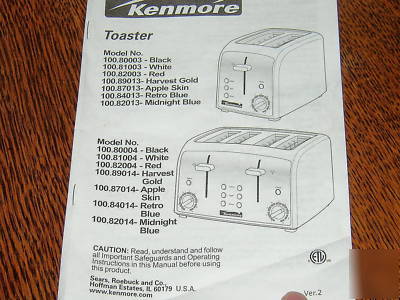 Kenmore
Toaster
Model No.
100.80003 - Black
100.81003 - White
100.82003 - Red
100.89013- Harvest Gold
100.87013- Apple Skin
100.84013 - Retro Blue
100.82013- Midnight Blue
Kenmore
Model No.
100.80004 - Black
100.81004 - White
100.82004 - Red
100.89014- Harvest
Gold
100.87014- Apple
Skin
100.84014 - Retro
Blue
100.82014- Midnight
Blue
Kenmore
CAUTION: Read, understand and follow
all Important Safeguards and Operating
Instructions in this Manual before using
this product.
Sears, Roebuck and Co.,
Hoffman Estates, IL 60179 U.S.A.
www.kenmore.com
Ver.2